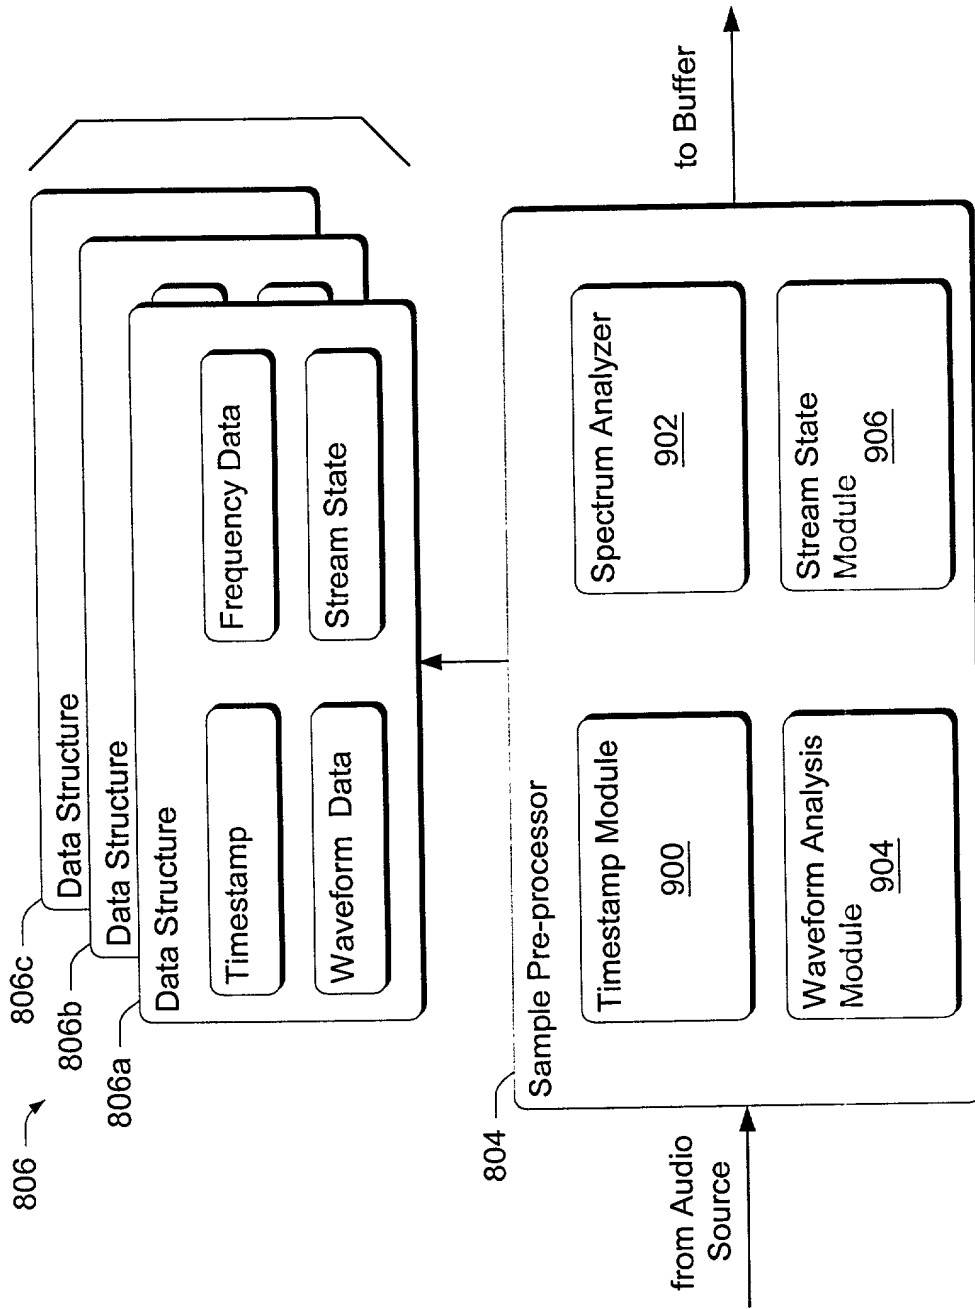 806
806c
Data Structure
806b
Data Structure
806a
Data Structure
Timestamp
Frequency Data
Waveform Data
Stream State
804
Sample Pre-processor
Timestamp Module
900
Spectrum Analyzer
902
Waveform Analysis
Module
904
Stream State
Module
906
from Audio
Source
to Buffer